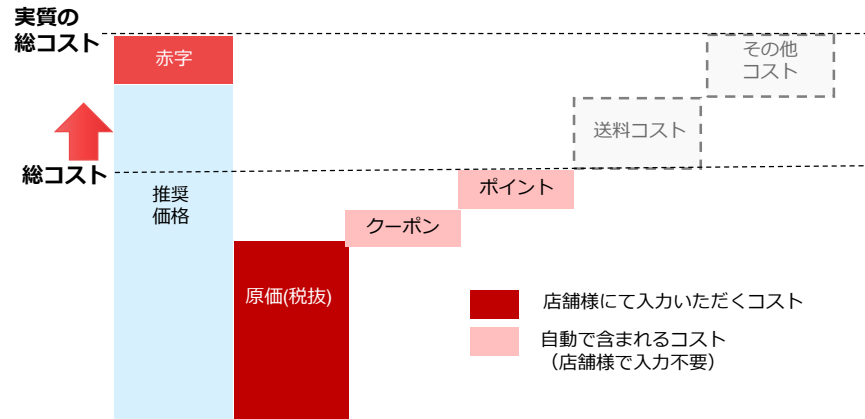 実質の
総コスト
赤字
その他
コスト
送料コスト
総コスト
推奨
価格
ポイント
クーポン
原価(税抜)
店舗様にて入力いただくコスト
自動で含まれるコスト
（店舗様で入力不要）